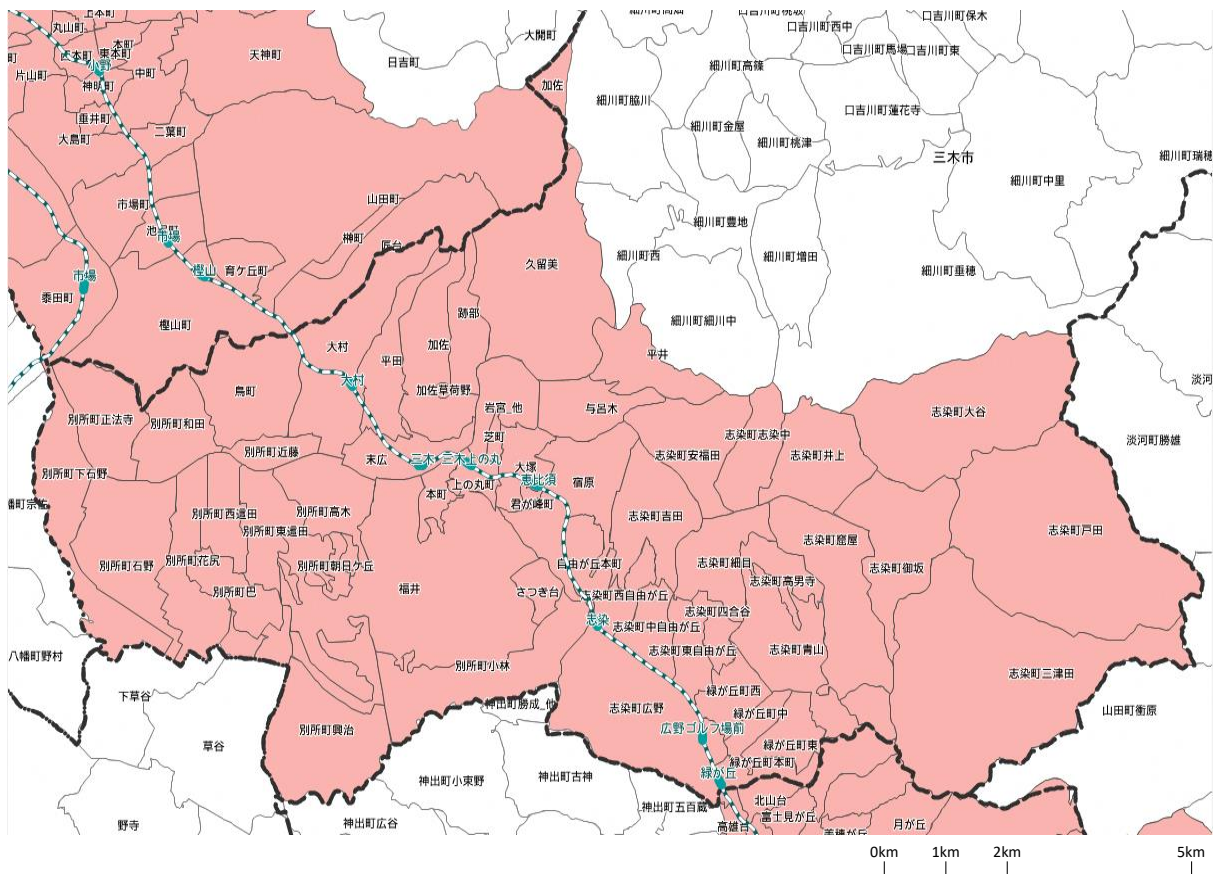 上本町
丸山町
本町
東本町
小野
片山町
神明町
中町
天神町
日吉町
大開町
加佐
垂井町
大島町
二葉町
口吉川町保木
口吉川町西中
口吉川町馬場
口吉川町東
細川町高篠
細川町脇川
口吉川町蓮花寺
細川町金屋
細川町桃津
三木市
細川町瑞穂
細川町中里
市場町
山田町
市場
榊町
匠台
細川町豊地
市場
樫山
育ケ丘町
久留美
細川町西
細川町増田
細川町垂穂
黍田町
樫山町
跡部
細川町細川中
大村
加佐
平田
平井
大村
鳥町
加佐草荷野
淡河
別所町正法寺
別所町和田
岩宮_他
与呂木
志染町大谷
芝町
志染町志染中
淡河町勝雄
別所町近藤
末広
三木
三木上の丸
志染町安福田
志染町井上
別所町下石野
大塚
恵比須
宿原
本町
上の丸町
君が峰町
幡町宗佐
別所町西這田
別所町高木
志染町吉田
別所町東這田
志染町戸田
志染町窟屋
別所町石野
別所町花尻
別所町朝日ケ丘
自由が丘本町
志染町細目
志染町御坂
別所町巴
福井
さつき台
志染町西自由が丘
志染町高男寺
志染
志染町中自由が丘
志染町四合谷
八幡町野村
別所町小林
志染町東自由が丘
志染町青山
志染町三津田
下草谷
神出町勝成_他
志染町広野
緑が丘町西
山田町衝原
草谷
別所町興治
広野ゴルフ場前
緑が丘町中
緑が丘町東
緑が丘町本町
神出町小東野
神出町古神
緑が丘
野寺
神出町広谷
神出町五百蔵
北山台
富士見が丘
高雄台
美穂が丘
月が丘
0km 1km 2km 5km